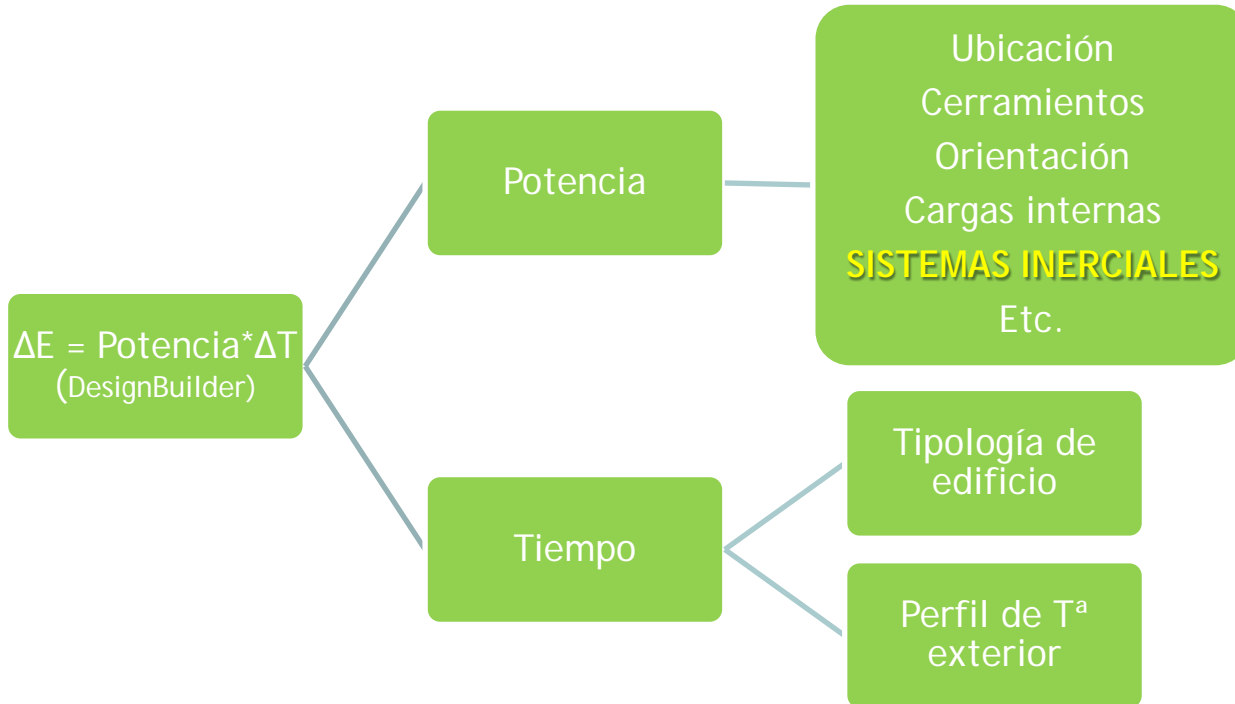 ΔE = Potencia*ΔT
(DesignBuilder)
Potencia
Ubicación
Cerramientos
Orientación
Cargas internas
SISTEMAS INERCIALES
Etc.
Tiempo
Tipología de
edificio
Perfil de Tª
exterior